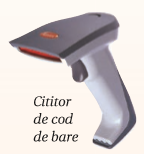 Cititor
de cod
de bare